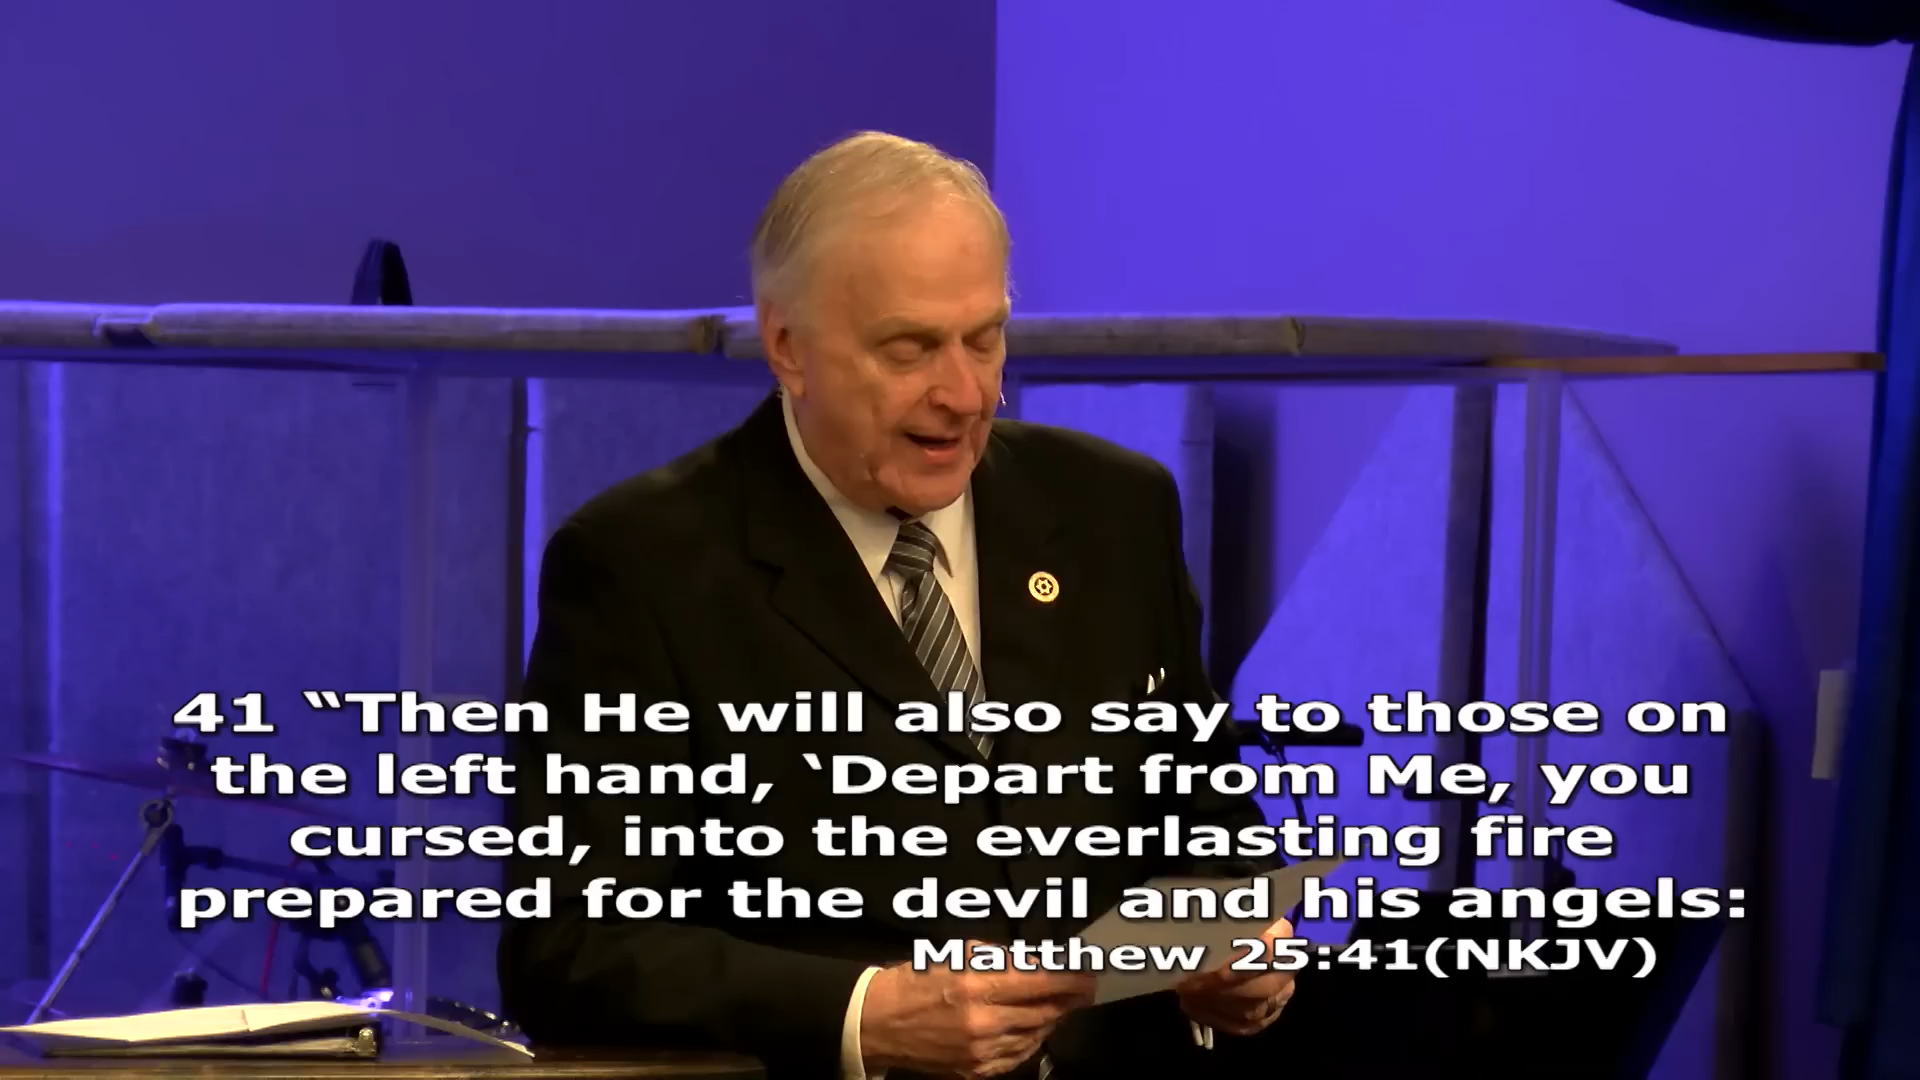 41 “Then He will also say to those on
the left hand, ‘Depart from Me, you
cursed, into the everlasting fire
prepared for the devil and his angels:
Matthew 25:41(NKJV)